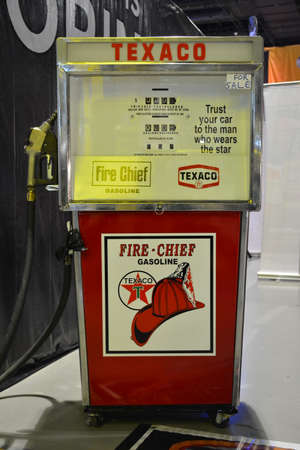 TEXACO
FOR
SALE
Trust
your car
to the man
who wears
the star
Fire Chief
GASOLINE
TEXACO
FIRE-CHIEF
GASOLINE
TEXACO
T